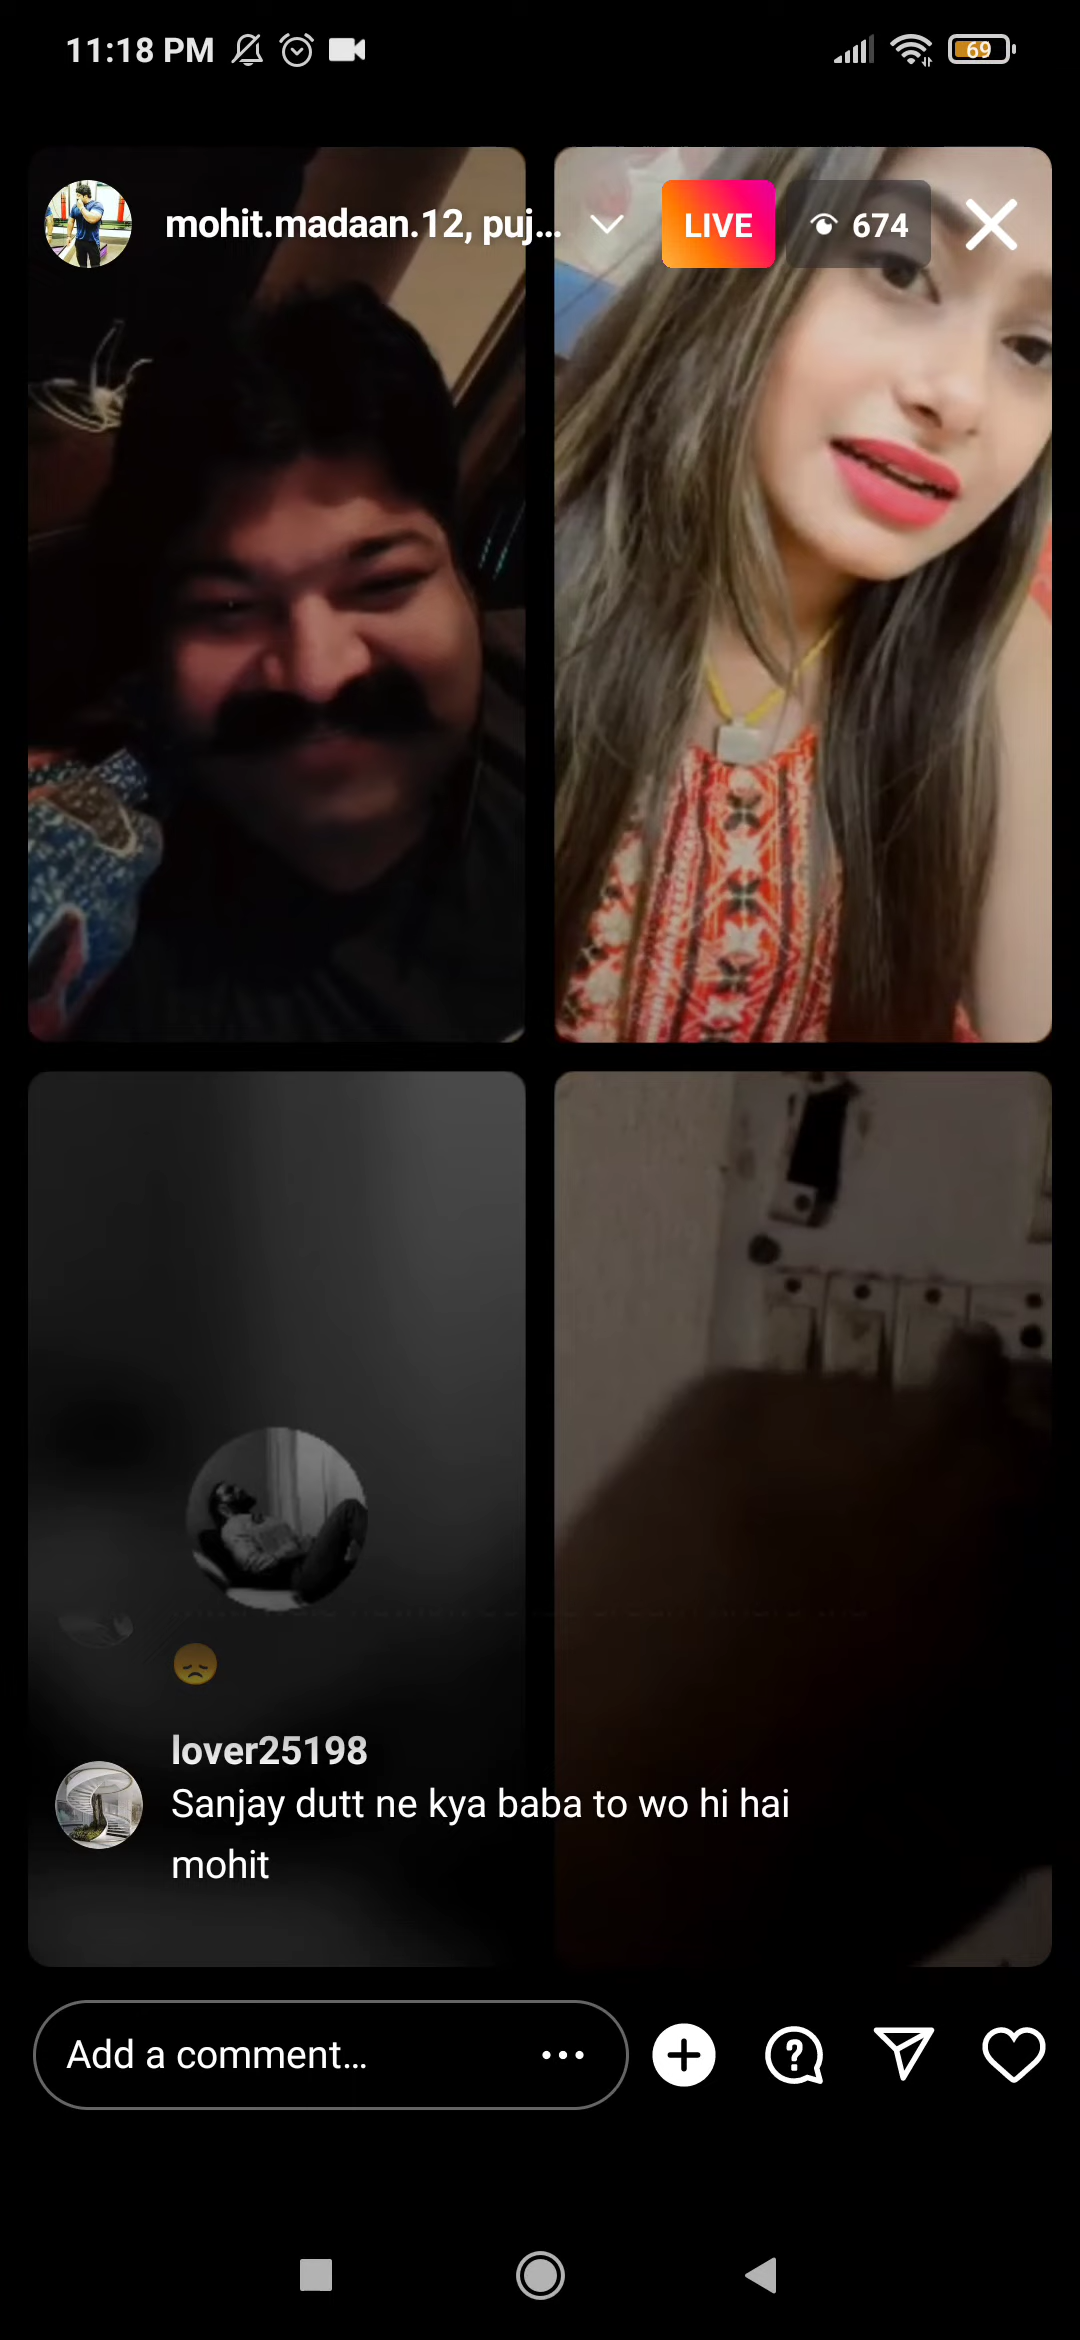 11:18 PM
69
mohit.madaan.12, puj...
LIVE
674
lover25198
Sanjay dutt ne kya baba to wo hi hai
mohit
Add a comment...